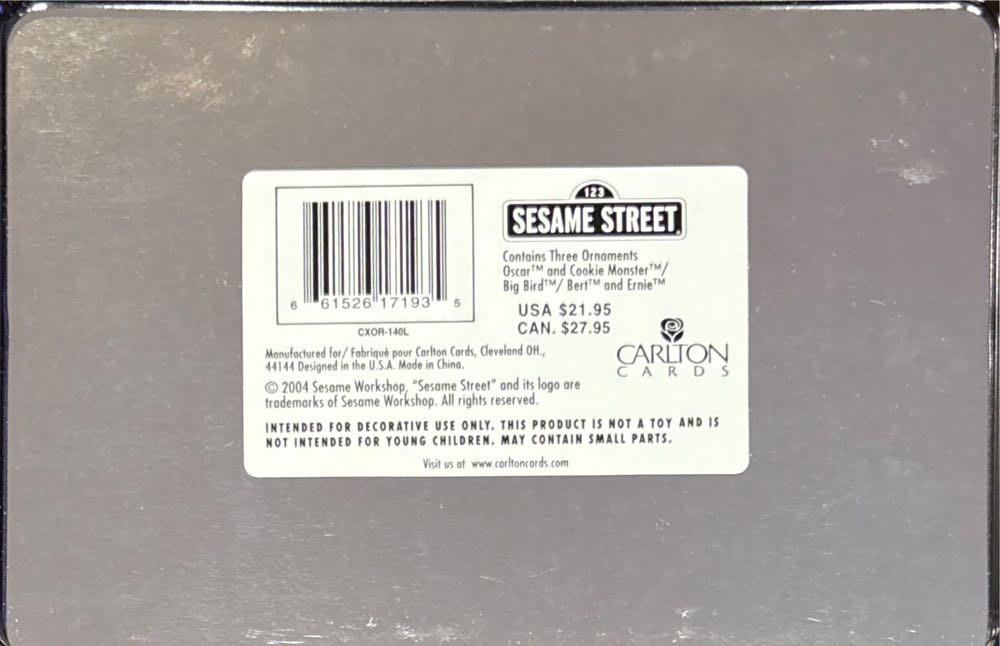 123
SESAME STREET®
Contains Three Ornaments
Oscar™ and Cookie Monster™/
Big Bird™/ Bert™ and Ernie™
USA $21.95
CAN. $27.95
6 61526 17193 5
CXOR-140L
CARLTON
CARDS
Manufactured for/ Fabriqué pour Carlton Cards, Cleveland OH.,
44144 Designed in the U.S.A. Made in China.
© 2004 Sesame Workshop, "Sesame Street" and its logo are
trademarks of Sesame Workshop. All rights reserved.
INTENDED FOR DECORATIVE USE ONLY. THIS PRODUCT IS NOT A TOY AND IS
NOT INTENDED FOR YOUNG CHILDREN. MAY CONTAIN SMALL PARTS.
Visit us at www.carltoncards.com